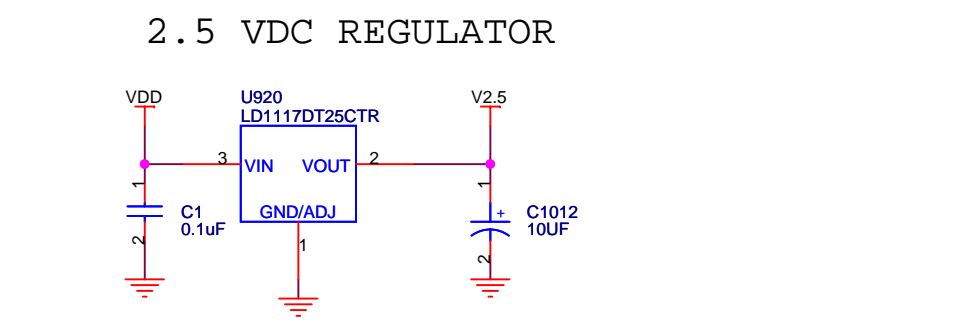 2.5 VDC REGULATOR
VDD
U920
LD1117DT25CTR
V2.5
3
VIN
VOUT
2
1
1
C1
0.1uF
GND/ADJ
+
C1012
10UF
2
1
2